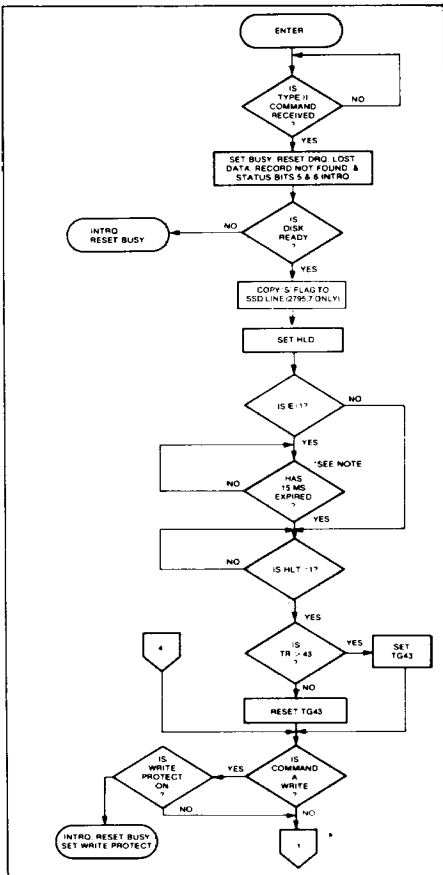 ENTER
IS
TYPE II
COMMAND
RECEIVED
?
NO
YES
SET BUSY, RESET DRQ, LOST
DATA, RECORD NOT FOUND &
STATUS BITS 5 & 6 INTRQ
INTRQ
RESET BUSY
NO
IS
DISK
READY
?
YES
COPY 'S' FLAG TO
SSD LINE (2795,7 ONLY)
SET HLD
IS E=1?
NO
YES
*SEE NOTE
NO
HAS
15 MS
EXPIRED
?
YES
NO
IS HLT =1?
YES
4
IS
TR > 43
?
YES
SET
TG43
NO
RESET TG43
IS
WRITE
PROTECT
ON
?
YES
IS
COMMAND
A
WRITE
?
NO
NO
INTRQ, RESET BUSY
SET WRITE PROTECT
1